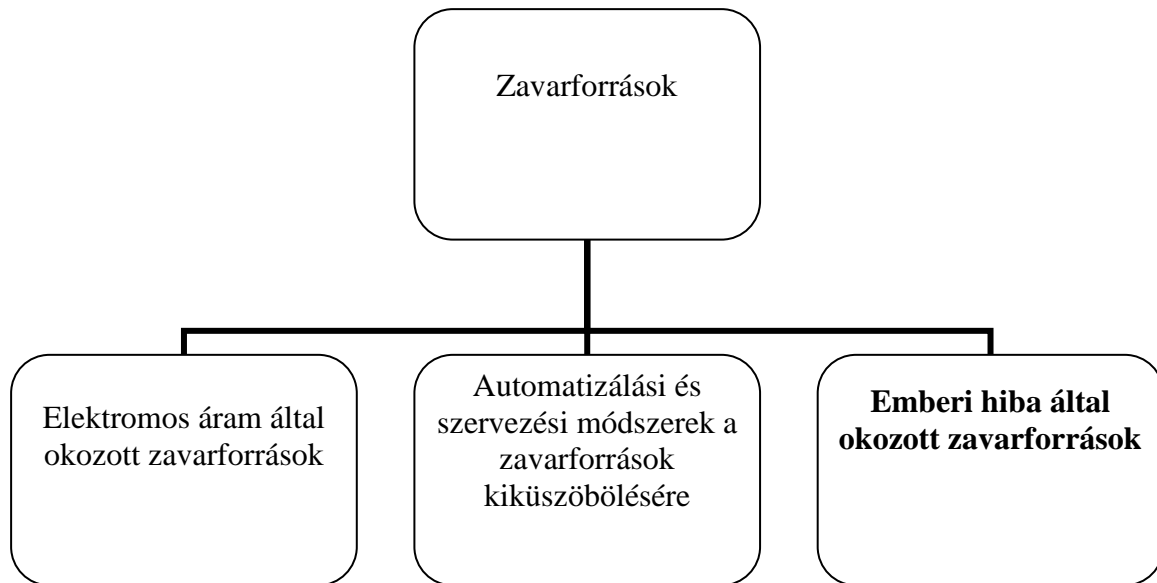 Zavarforrások
Elektromos áram által
okozott zavarforrások
Automatizálási és
szervezési módszerek a
zavarforrások
kiküszöbölésére
Emberi hiba által
okozott zavarforrások